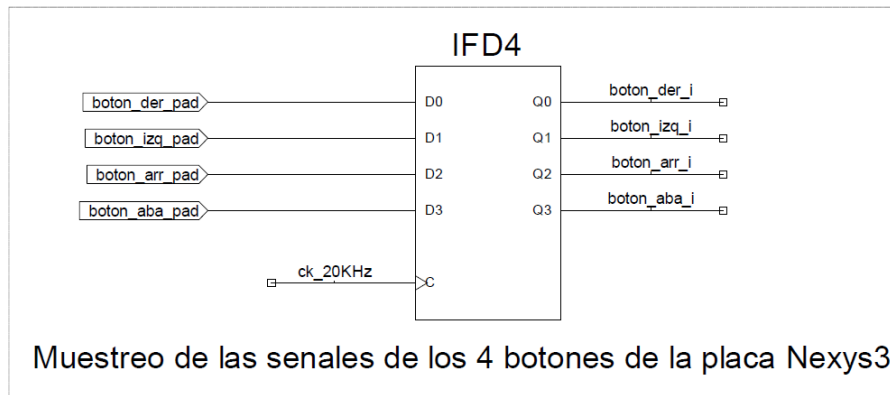 IFD4
boton_der_pad D0 Q0 boton_der_i
boton_izq_pad D1 Q1 boton_izq_i
boton_arr_pad D2 Q2 boton_arr_i
boton_aba_pad D3 Q3 boton_aba_i
ck_20KHz C
Muestreo de las senales de los 4 botones de la placa Nexys3